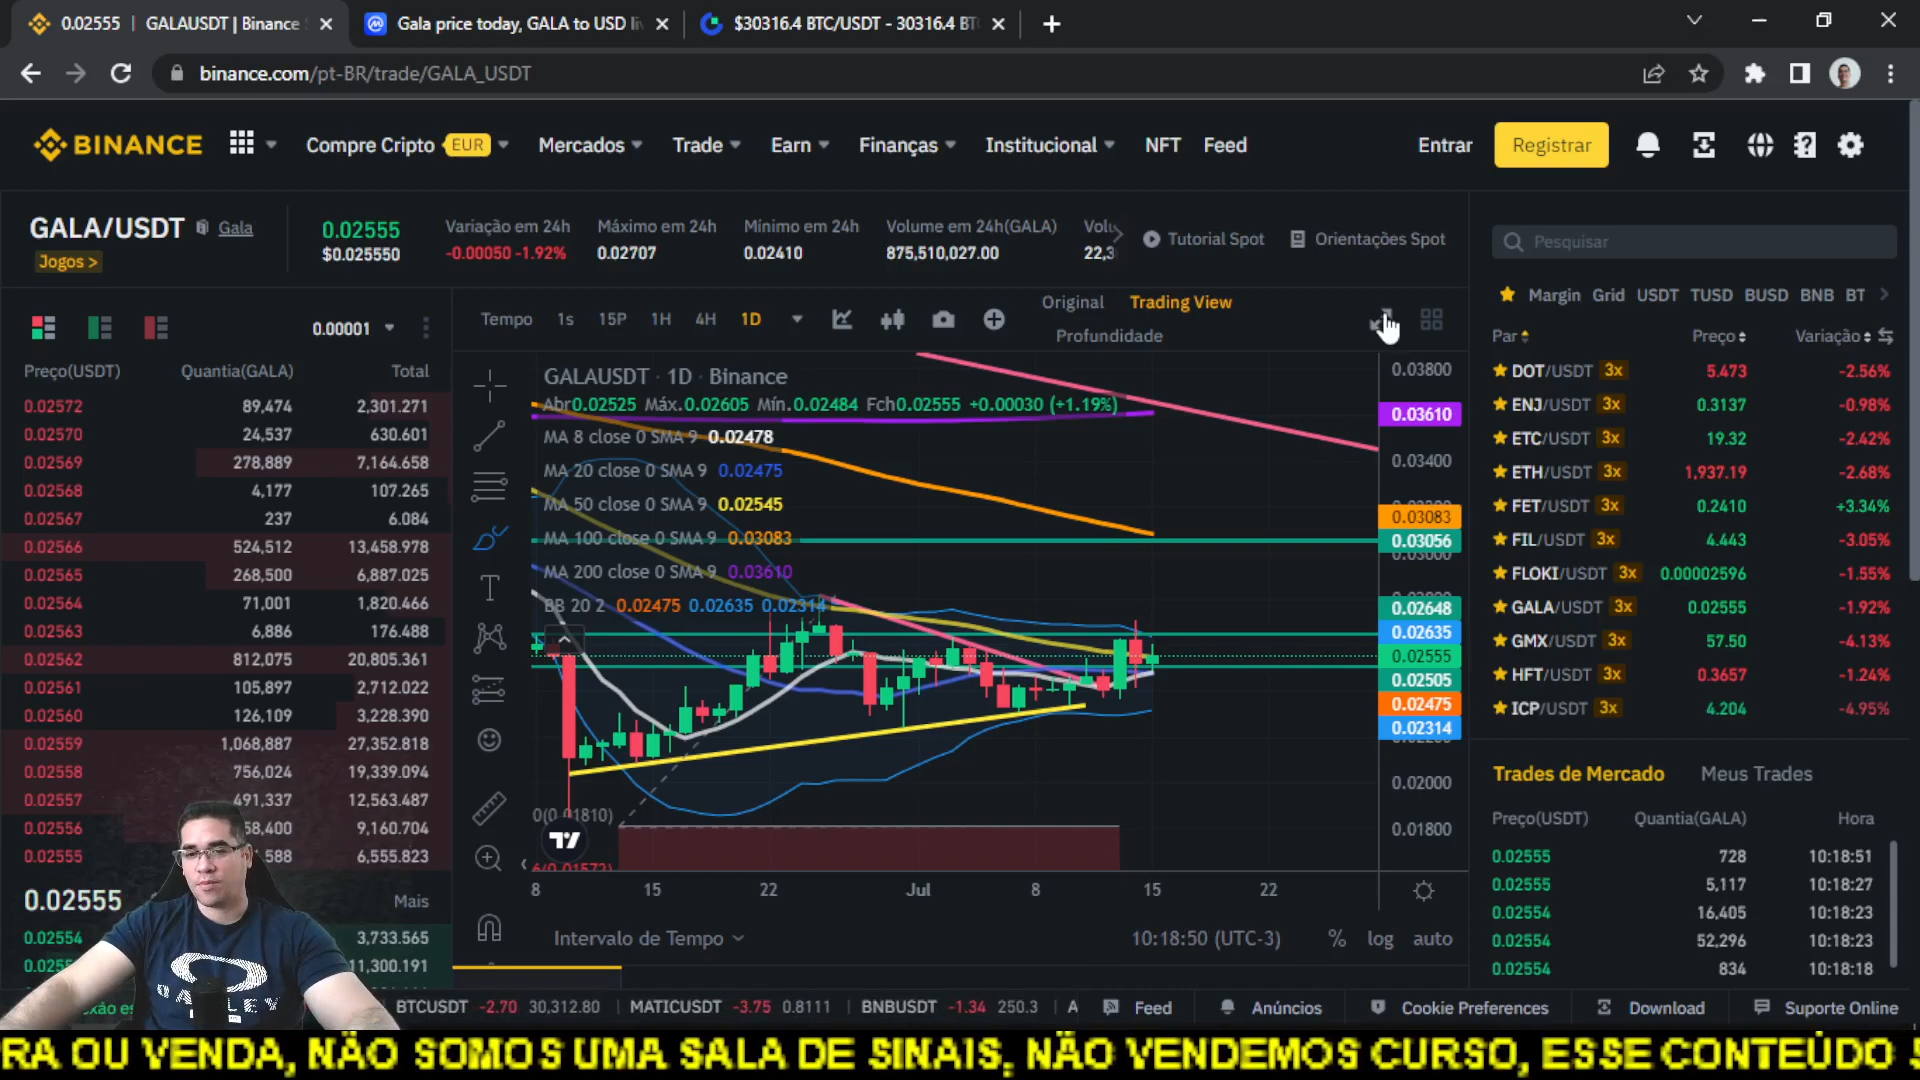 0.02555 | GALAUSDT | Binance
Gala price today, GALA to USD li
$30316.4 BTC/USDT - 30316.4 BT
binance.com/pt-BR/trade/GALA_USDT
BINANCE
Compre Cripto EUR
Mercados
Trade
Earn
Finanças
Institucional
NFT
Feed
Entrar
Registrar
GALA/USDT
Gala
Jogos >
0.02555
$0.025550
Variação em 24h
-0.00050 -1.92%
Máximo em 24h
0.02707
Mínimo em 24h
0.02410
Volume em 24h(GALA)
875,510,027.00
Volu
22,3
Tutorial Spot
Orientações Spot
Pesquisar
0.00001
Preço(USDT) Quantia(GALA) Total
0.02572 89,474 2,301.271
0.02570 24,537 630.601
0.02569 278,889 7,164.658
0.02568 4,177 107.265
0.02567 237 6.084
0.02566 524,512 13,458.978
0.02565 268,500 6,887.025
0.02564 71,001 1,820.466
0.02563 6,886 176.488
0.02562 812,075 20,805.361
0.02561 105,897 2,712.022
0.02560 126,109 3,228.390
0.02559 1,068,887 27,352.818
0.02558 756,024 19,339.094
0.02557 491,337 12,563.487
0.02556 58,400 9,160.704
0.02555 .588 6,555.823
0.02555 Mais
0.02554 3,733.565
0.025 11,300.191
Tempo 1s 15P 1H 4H 1D
Original
Trading View
Profundidade
GALAUSDT · 1D · Binance
Abr0.02525 Máx.0.02605 Mín.0.02484 Fch0.02555 +0.00030 (+1.19%)
MA 8 close 0 SMA 9 0.02478
MA 20 close 0 SMA 9 0.02475
MA 50 close 0 SMA 9 0.02545
MA 100 close 0 SMA 9 0.03083
MA 200 close 0 SMA 9 0.03610
BB 20 2 0.02475 0.02635 0.02314
0(0.01810)
6(0.01572)
0.03800
0.03610
0.03400
0.03083
0.03056
0.03000
0.02648
0.02635
0.02555
0.02505
0.02475
0.02314
0.02000
0.01800
8 15 22 Jul 8 15 22
Intervalo de Tempo
10:18:50 (UTC-3)
% log auto
Margin Grid USDT TUSD BUSD BNB BT
Par Preço Variação
DOT/USDT 3x 5.473 -2.56%
ENJ/USDT 3x 0.3137 -0.98%
ETC/USDT 3x 19.32 -2.42%
ETH/USDT 3x 1,937.19 -2.68%
FET/USDT 3x 0.2410 +3.34%
FIL/USDT 3x 4.443 -3.05%
FLOKI/USDT 3x 0.00002596 -1.55%
GALA/USDT 3x 0.02555 -1.92%
GMX/USDT 3x 57.50 -4.13%
HFT/USDT 3x 0.3657 -1.24%
ICP/USDT 3x 4.204 -4.95%
Trades de Mercado Meus Trades
Preço(USDT) Quantia(GALA) Hora
0.02555 728 10:18:51
0.02555 5,117 10:18:27
0.02554 16,405 10:18:23
0.02554 52,296 10:18:23
0.02554 834 10:18:18
OAKLEY
xão es
BTCUSDT -2.70 30,312.80
MATICUSDT -3.75 0.8111
BNBUSDT -1.34 250.3
A
Feed
Anúncios
Cookie Preferences
Download
Suporte Online
RA OU VENDA, NÃO SOMOS UMA SALA DE SINAIS, NÃO VENDEMOS CURSO, ESSE CONTEÚDO